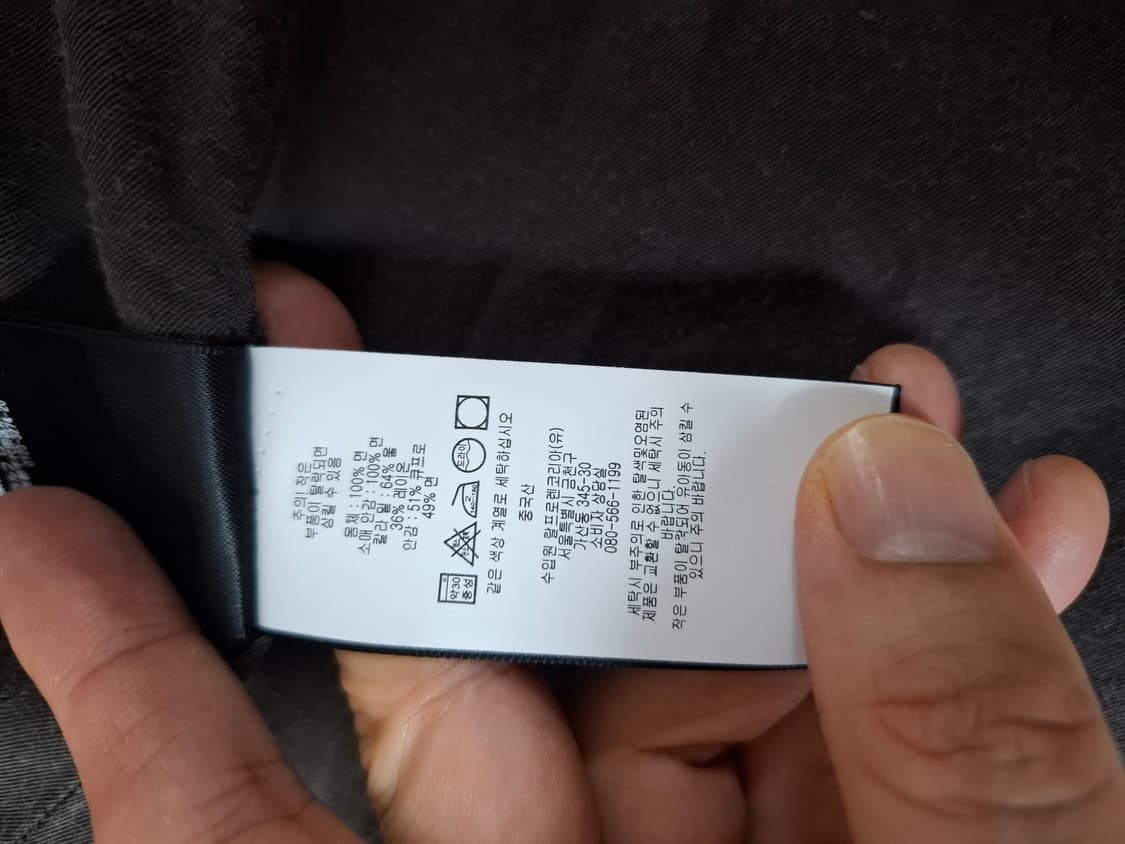 주의 : 작은
부품이 탈락되면
삼킬 수 있음
몸체 : 100% 면
소매 안감 : 100% 면
칼라 밑 : 64% 울
36% 레이온
안감 : 51% 큐프로
49% 면
약30°
중성
드라이
같은 색상 계열로 세탁하십시오
중국산
수입원:랄프로렌코리아(유)
서울특별시 금천구
가산동 345-30
소비자 상담실
080-566-1199
세탁시 부주의로 인한 탈색및오염된
제품은 교환할 수 없으니 세탁시 주의
바랍니다.
작은 부품이 탈락되어 유아동이 삼킬 수
있으니 주의 바랍니다.